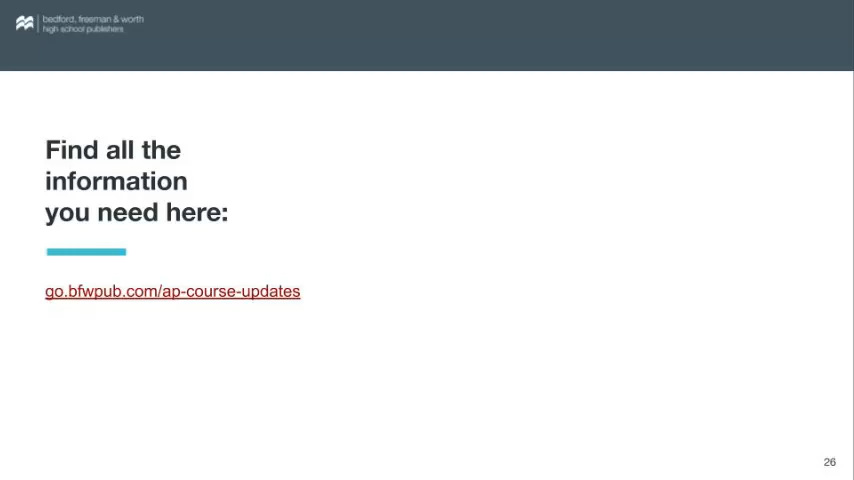 bedford, freeman & worth
high school publishers
Find all the
information
you need here:
go.bfwpub.com/ap-course-updates
26